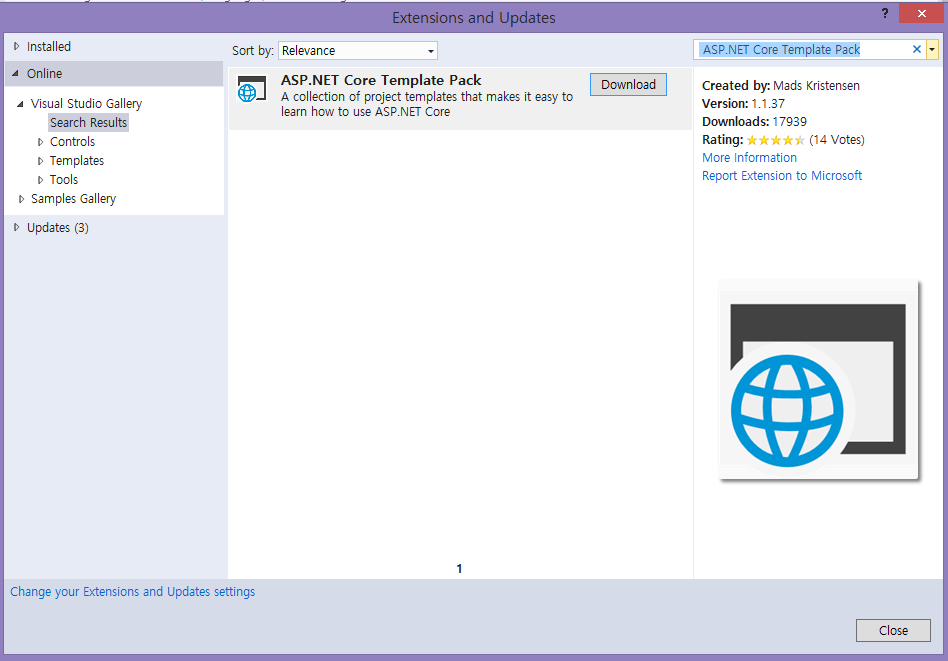 Extensions and Updates
?
Installed
Online
Visual Studio Gallery
Search Results
Controls
Templates
Tools
Samples Gallery
Updates (3)
Sort by: Relevance
ASP.NET Core Template Pack
A collection of project templates that makes it easy to
learn how to use ASP.NET Core
Download
1
ASP.NET Core Template Pack
Created by: Mads Kristensen
Version: 1.1.37
Downloads: 17939
Rating: (14 Votes)
More Information
Report Extension to Microsoft
Change your Extensions and Updates settings
Close